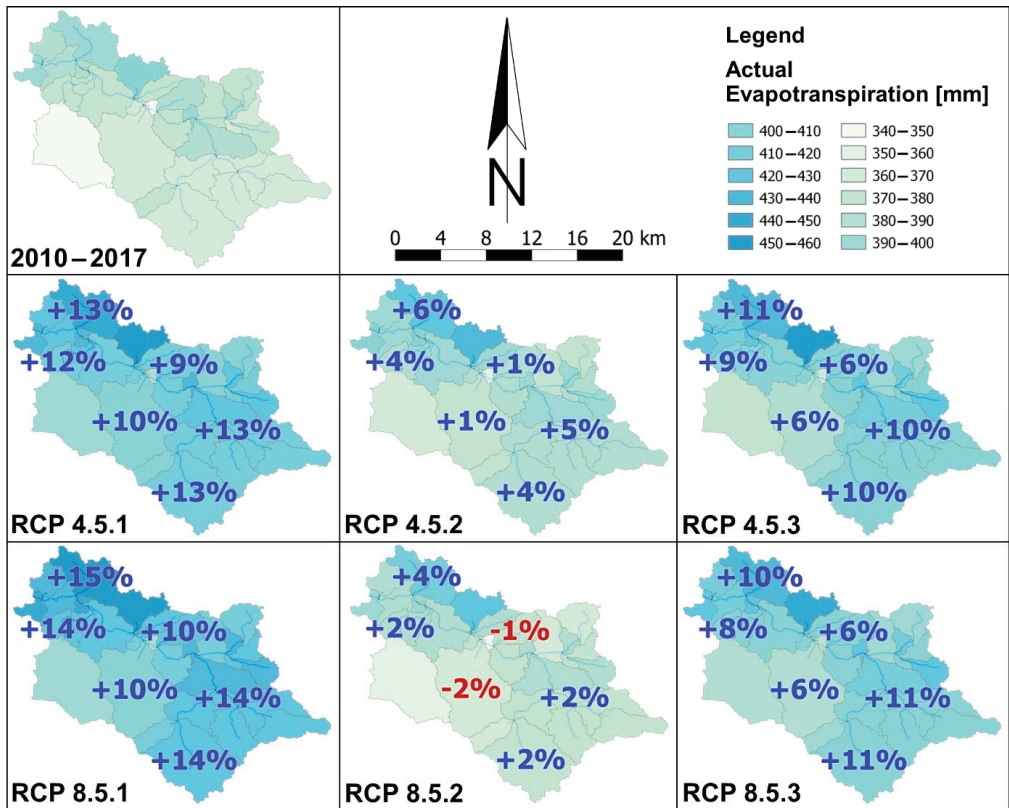 Legend
Actual
Evapotranspiration [mm]
400–410 340–350
410–420 350–360
420–430 360–370
430–440 370–380
440–450 380–390
450–460 390–400
N
0 4 8 12 16 20 km
2010–2017
+13%
+12% +9%
+10% +13%
+13%
RCP 4.5.1
+6%
+4% +1%
+1% +5%
+4%
RCP 4.5.2
+11%
+9% +6%
+6% +10%
+10%
RCP 4.5.3
+15%
+14% +10%
+10% +14%
+14%
RCP 8.5.1
+4%
+2% -1%
-2% +2%
+2%
RCP 8.5.2
+10%
+8% +6%
+6% +11%
+11%
RCP 8.5.3